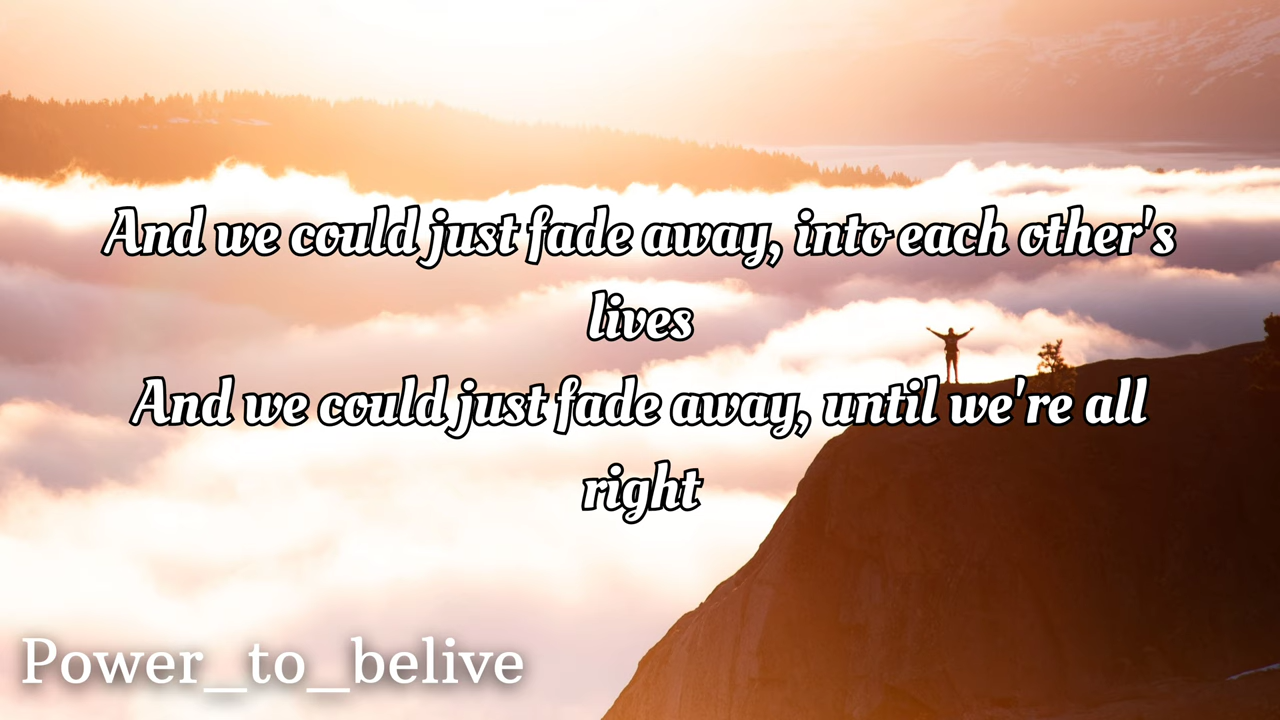 And we could just fade away, into each other's
lives
And we could just fade away, until we're all
right
Power_to_belive